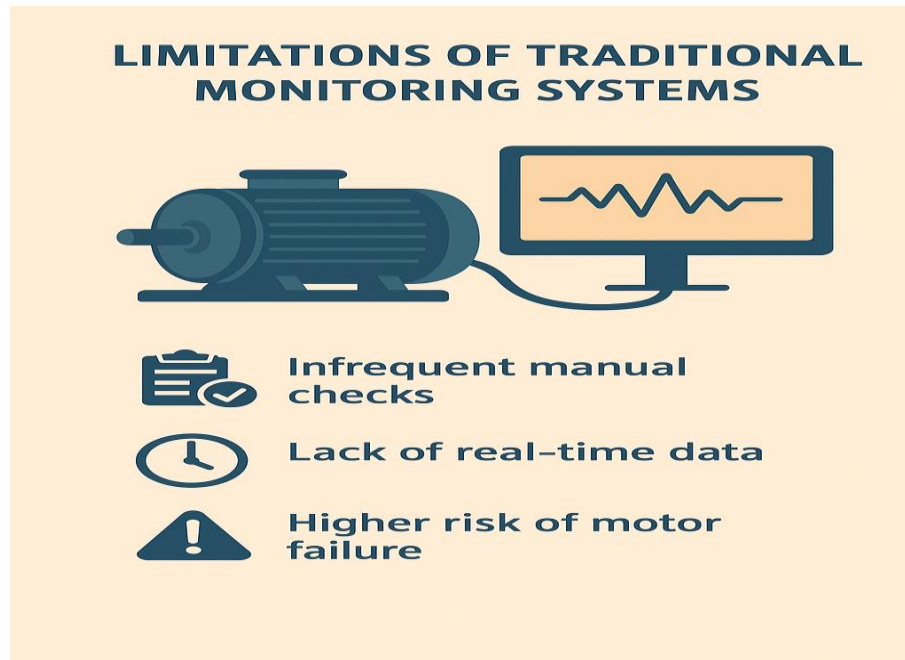 LIMITATIONS OF TRADITIONAL
MONITORING SYSTEMS
Infrequent manual
checks
Lack of real-time data
Higher risk of motor
failure